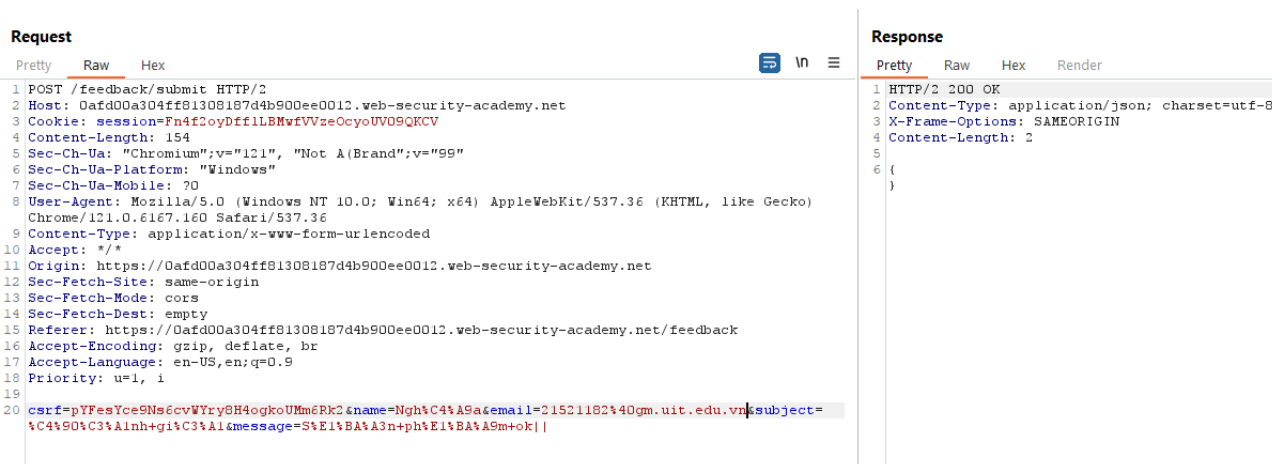 Request
Response
Pretty Raw Hex
\n
Pretty Raw Hex Render
1 POST /feedback/submit HTTP/2
2 Host: 0afd00a304ff81308187d4b900ee0012.web-security-academy.net
3 Cookie: session=Fn4f2oyDff1LBMwfVVzeOcyoUVO9QKCV
4 Content-Length: 154
5 Sec-Ch-Ua: "Chromium";v="121", "Not A(Brand";v="99"
6 Sec-Ch-Ua-Platform: "Windows"
7 Sec-Ch-Ua-Mobile: ?0
8 User-Agent: Mozilla/5.0 (Windows NT 10.0; Win64; x64) AppleWebKit/537.36 (KHTML, like Gecko)
Chrome/121.0.6167.160 Safari/537.36
9 Content-Type: application/x-www-form-urlencoded
10 Accept: */*
11 Origin: https://0afd00a304ff81308187d4b900ee0012.web-security-academy.net
12 Sec-Fetch-Site: same-origin
13 Sec-Fetch-Mode: cors
14 Sec-Fetch-Dest: empty
15 Referer: https://0afd00a304ff81308187d4b900ee0012.web-security-academy.net/feedback
16 Accept-Encoding: gzip, deflate, br
17 Accept-Language: en-US,en;q=0.9
18 Priority: u=1, i
19
20 csrf=pYFesYce9Ns6cvWYry8H4ogkoUMm6Rk2&name=Ngh%C4%A9a&email=21521182%40gm.uit.edu.vn&subject=
%C4%90%C3%A1nh+gi%C3%A1&message=S%E1%BA%A3n+ph%E1%BA%A9m+ok||
1 HTTP/2 200 OK
2 Content-Type: application/json; charset=utf-8
3 X-Frame-Options: SAMEORIGIN
4 Content-Length: 2
5
6 {
}